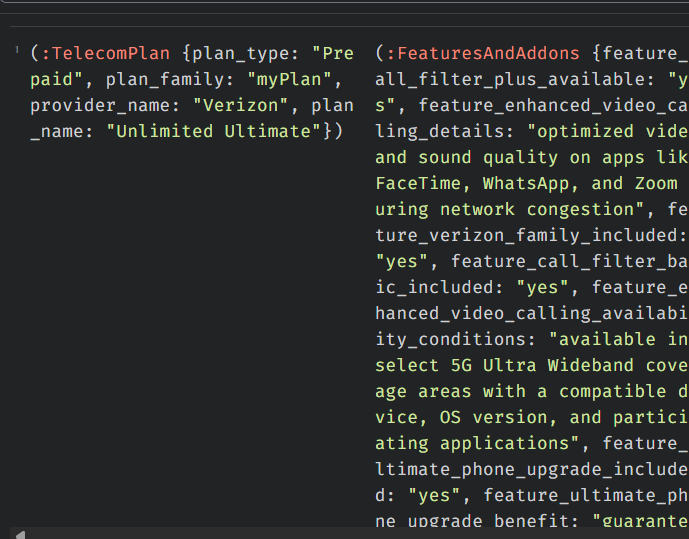 1
(:TelecomPlan {plan_type: "Pre
paid", plan_family: "myPlan",
provider_name: "Verizon", plan
_name: "Unlimited Ultimate"})
(:FeaturesAndAddons {feature_
all_filter_plus_available: "y
s", feature_enhanced_video_ca
ling_details: "optimized vide
and sound quality on apps lik
FaceTime, WhatsApp, and Zoom
uring network congestion", fe
ture_verizon_family_included:
"yes", feature_call_filter_ba
ic_included: "yes", feature_e
hanced_video_calling_availabi
ity_conditions: "available in
select 5G Ultra Wideband cove
age areas with a compatible d
vice, OS version, and partici
ating applications", feature_
ltimate_phone_upgrade_include
d: "yes", feature_ultimate_ph
ne_upgrade_benefit: "guarante